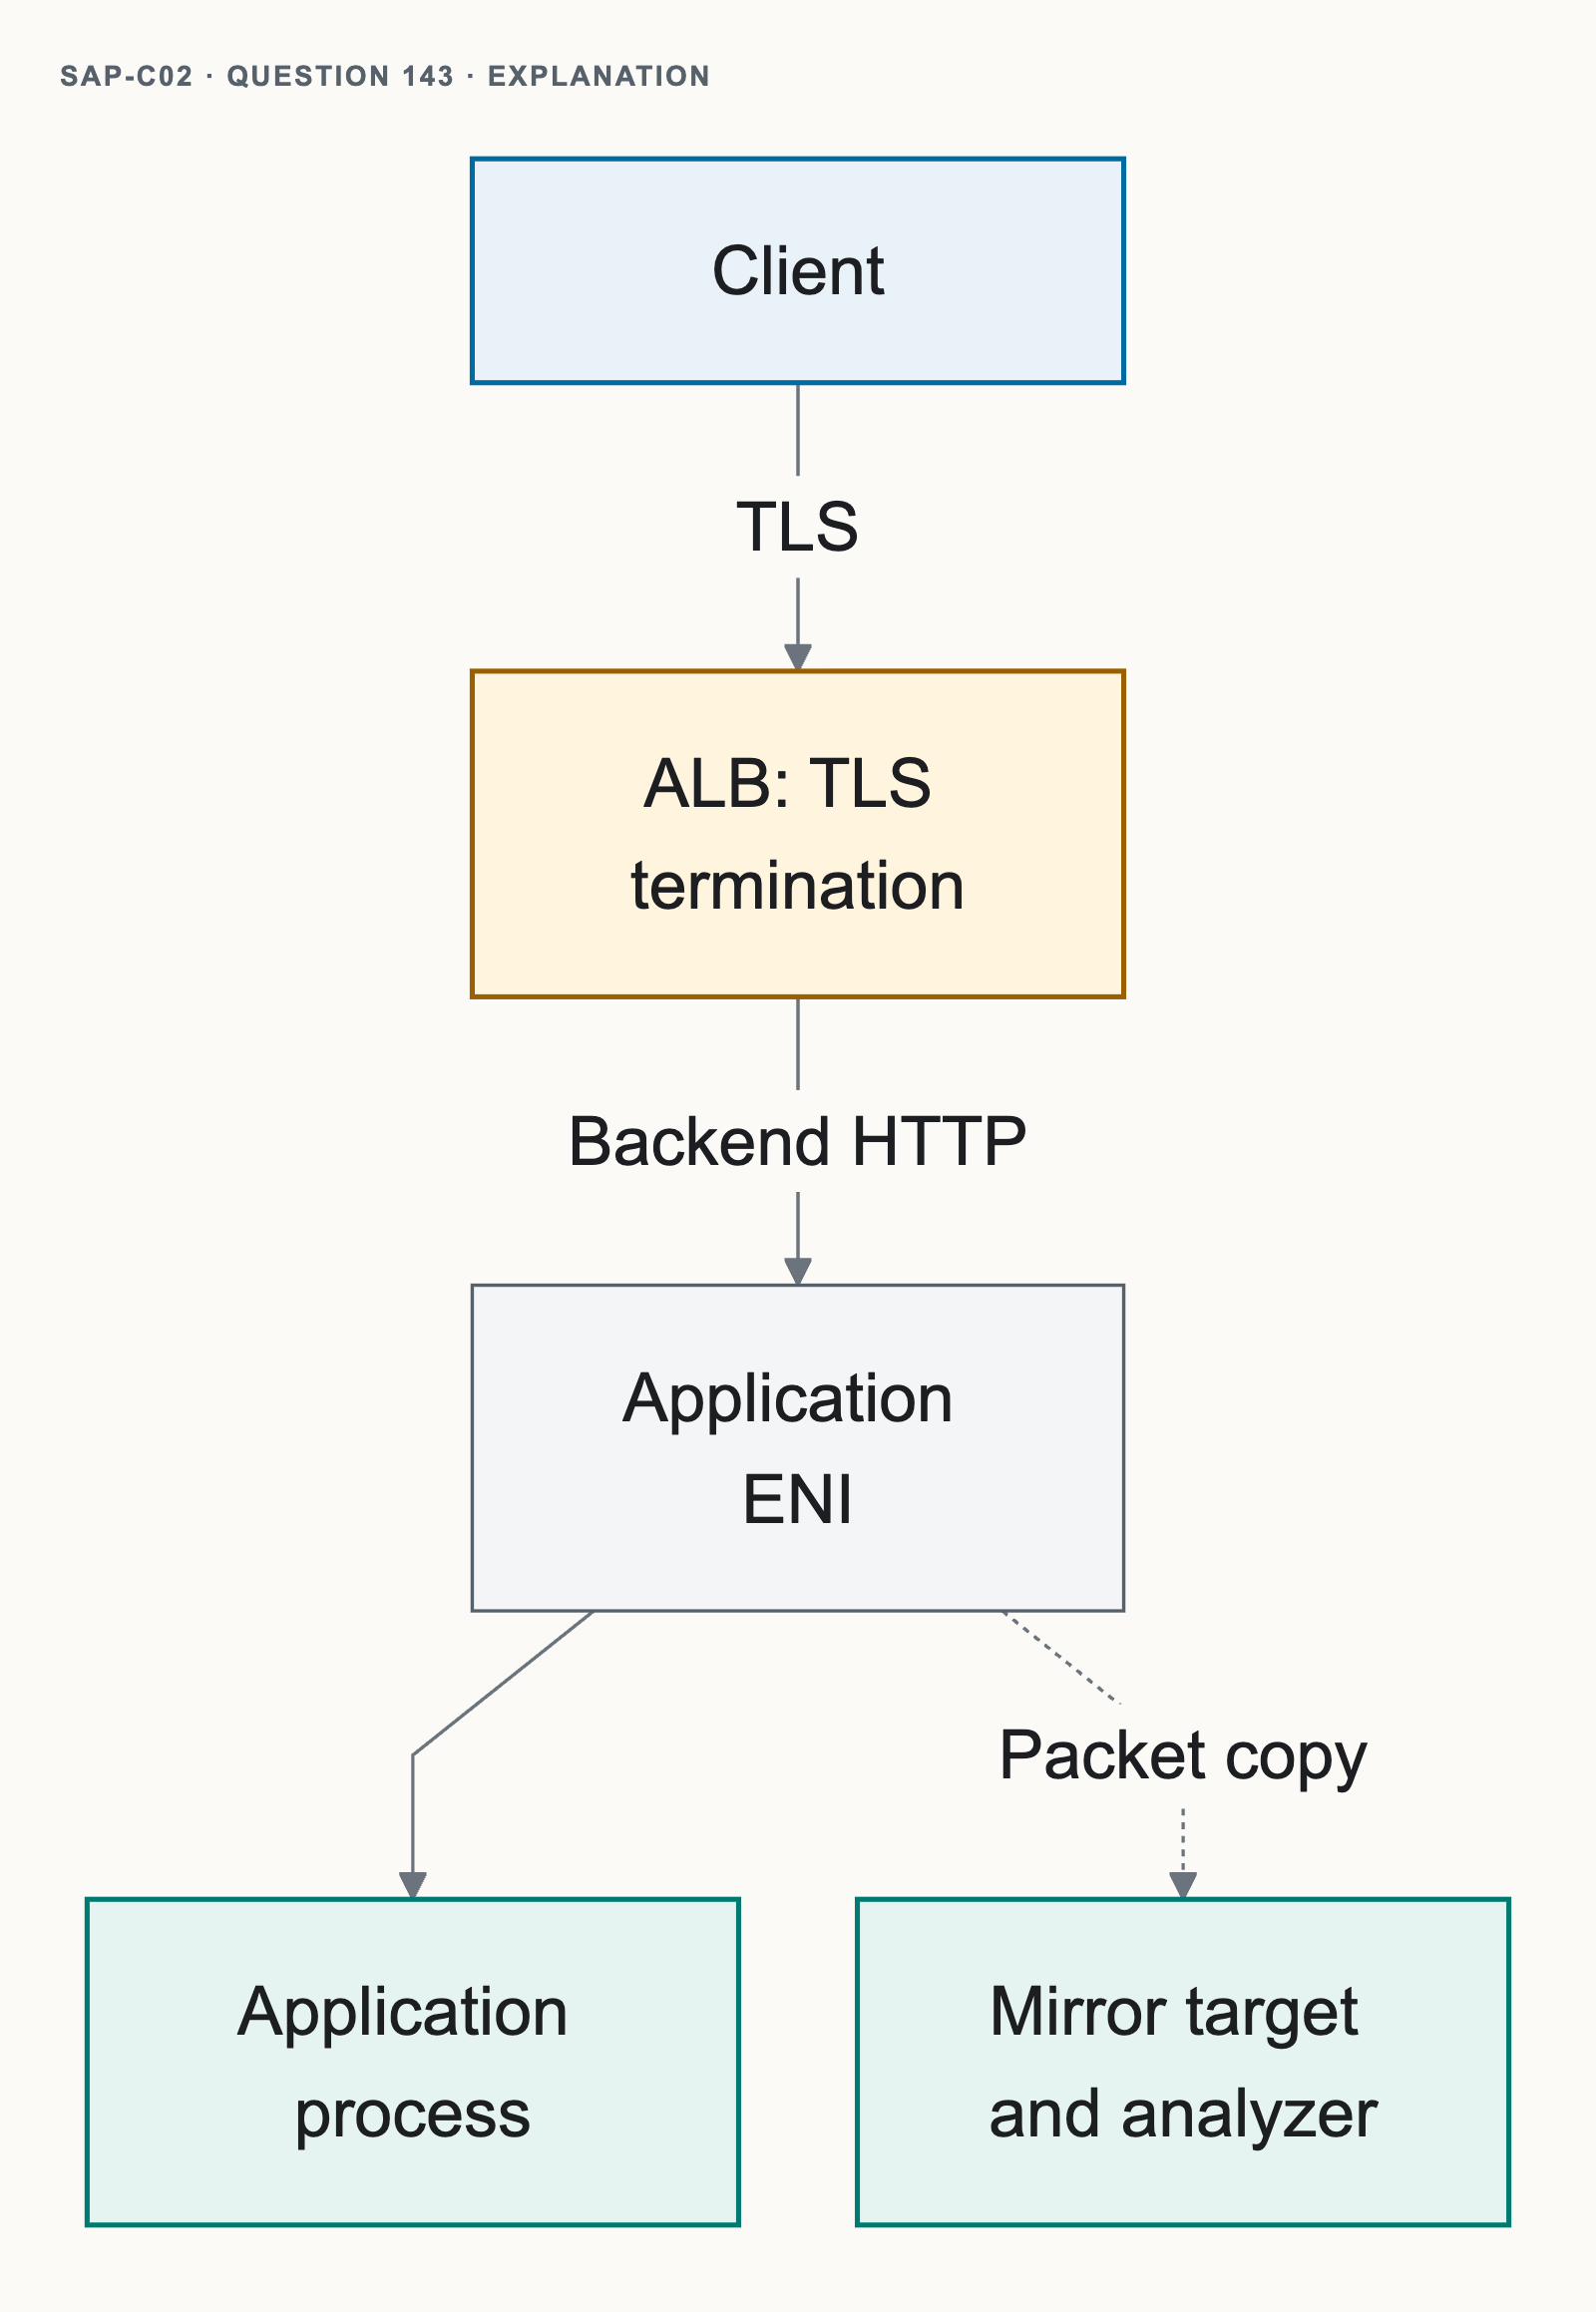 SAP-C02 · QUESTION 143 · EXPLANATION
Client
TLS
ALB: TLS
termination
Backend HTTP
Application
ENI
Packet copy
Application
process
Mirror target
and analyzer